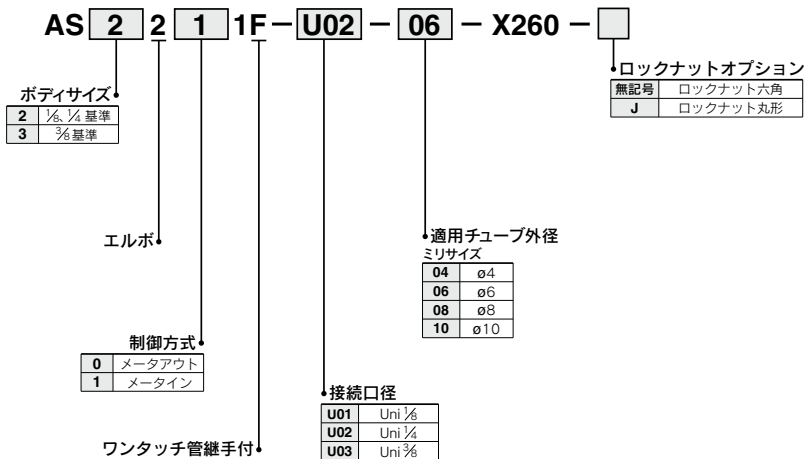 AS 2 2 1 1F － U02 － 06 － X260 －
ロックナットオプション
無記号 ロックナット六角
J ロックナット丸形
ボディサイズ
2 1/8、1/4 基準
3 3/8 基準
エルボ
適用チューブ外径
ミリサイズ
04 ø4
06 ø6
08 ø8
10 ø10
制御方式
0 メータアウト
1 メータイン
接続口径
U01 Uni 1/8
U02 Uni 1/4
U03 Uni 3/8
ワンタッチ管継手付